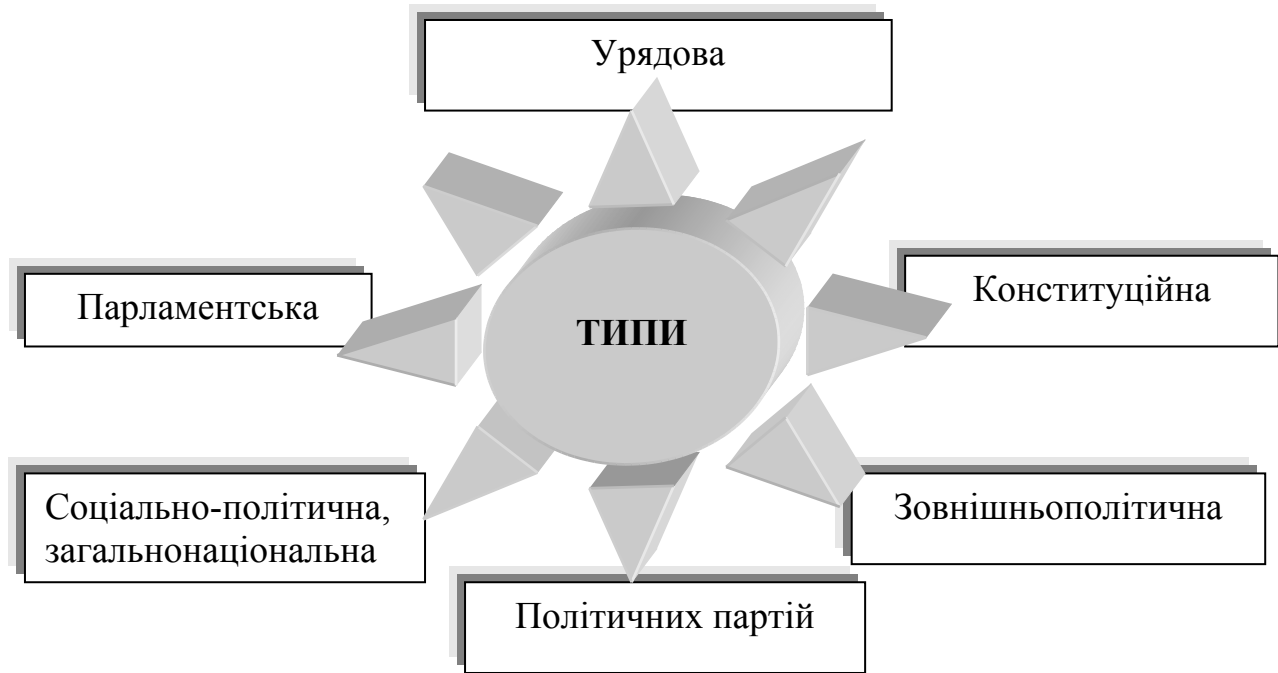 Урядова
Парламентська
Конституційна
ТИПИ
Соціально-політична,
загальнонаціональна
Зовнішньополітична
Політичних партій